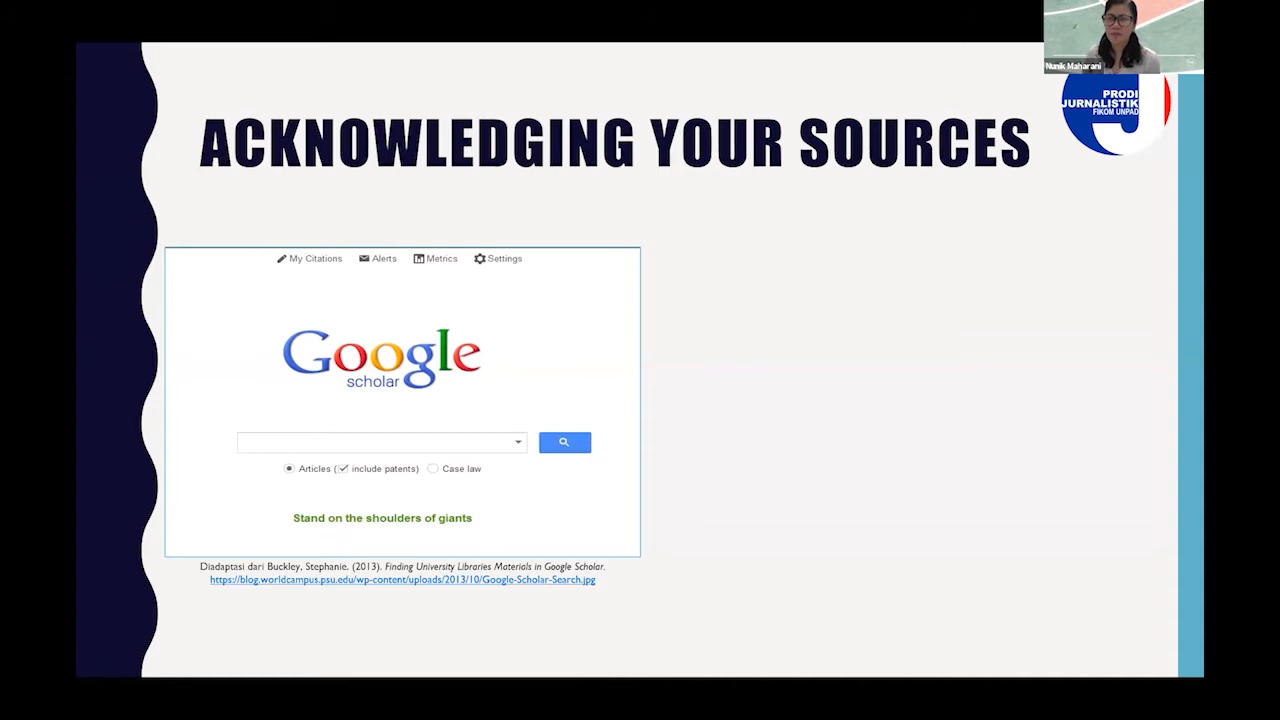 Nunik Maharani
PRODI
JURNALISTIK
FIKOM UNPAD
ACKNOWLEDGING YOUR SOURCES
My Citations Alerts Metrics Settings
Google
scholar
Articles (include patents) Case law
Stand on the shoulders of giants
Diadaptasi dari Buckley, Stephanie. (2013). Finding University Libraries Materials in Google Scholar.
https://blog.worldcampus.psu.edu/wp-content/uploads/2013/10/Google-Scholar-Search.jpg